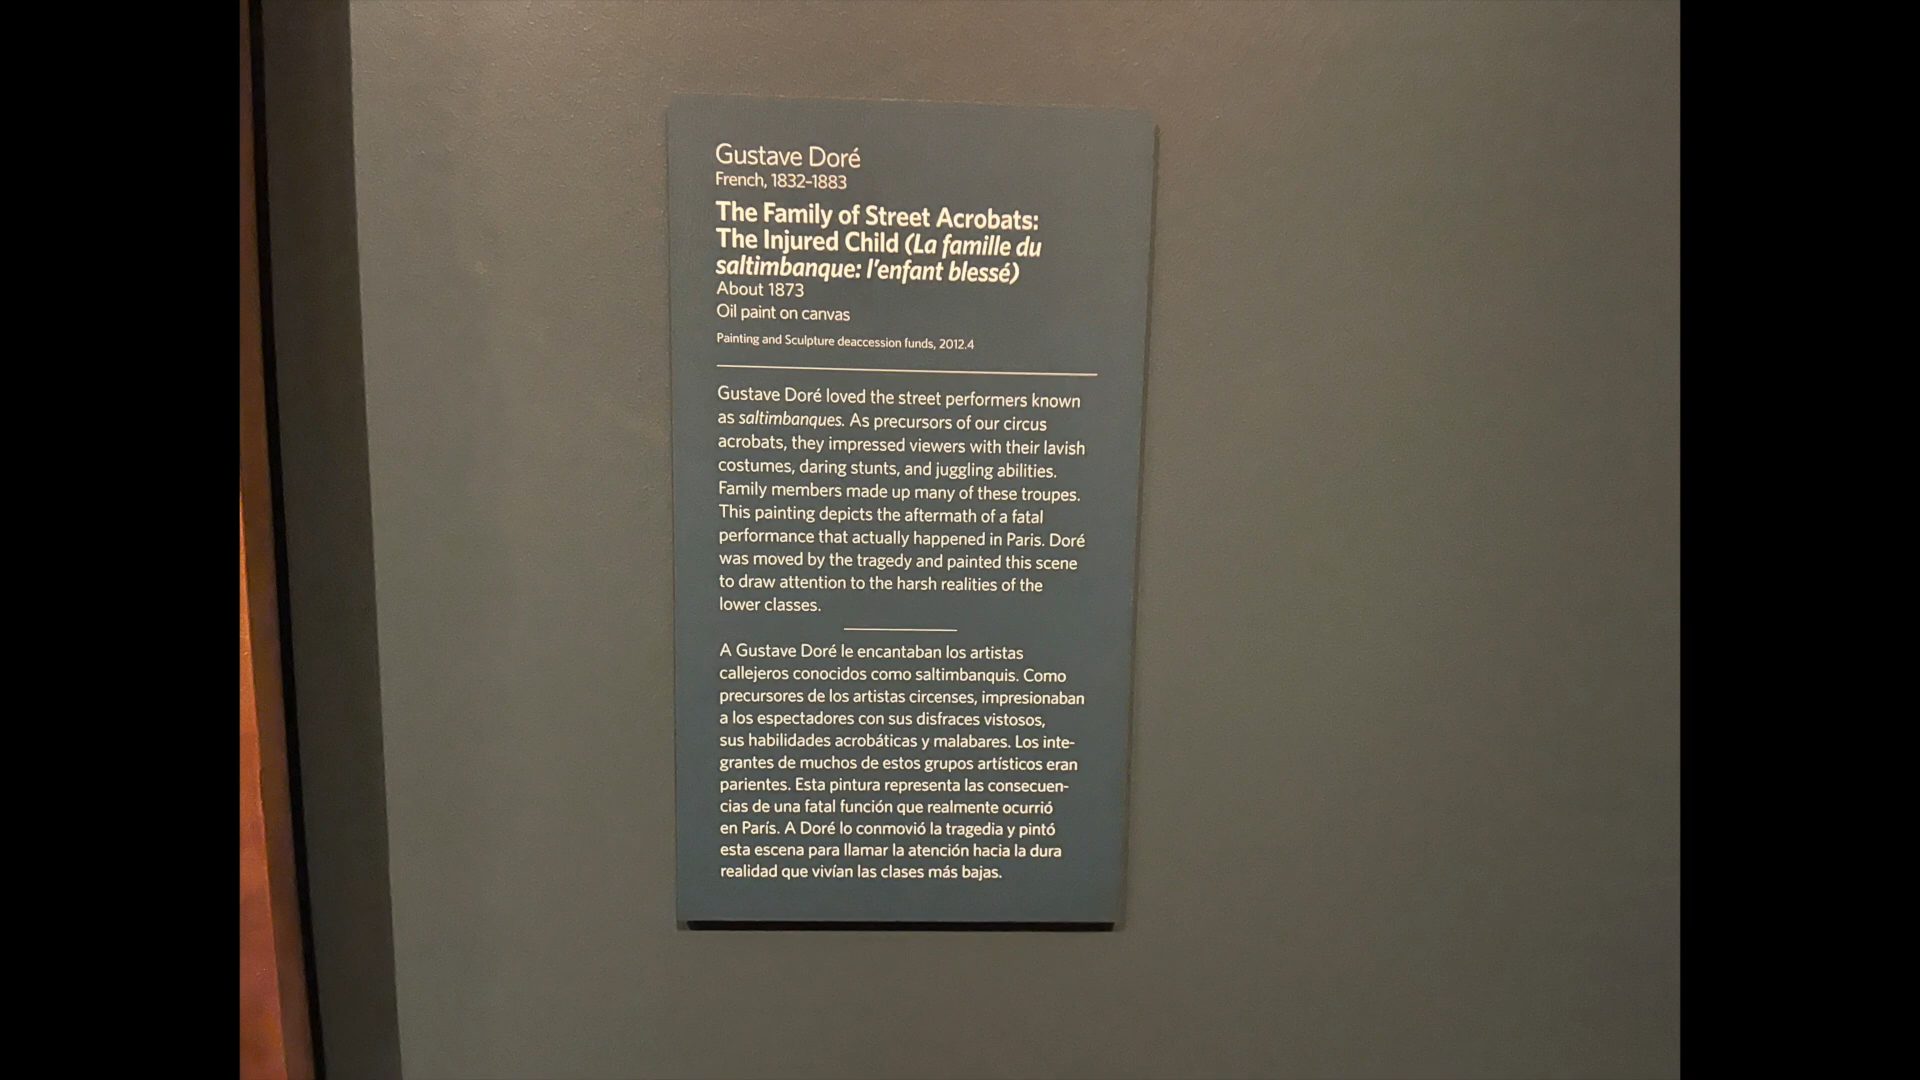 Gustave Doré
French, 1832–1883
The Family of Street Acrobats:
The Injured Child (La famille du
saltimbanque: l'enfant blessé)
About 1873
Oil paint on canvas
Painting and Sculpture deaccession funds, 2012.4
Gustave Doré loved the street performers known
as saltimbanques. As precursors of our circus
acrobats, they impressed viewers with their lavish
costumes, daring stunts, and juggling abilities.
Family members made up many of these troupes.
This painting depicts the aftermath of a fatal
performance that actually happened in Paris. Doré
was moved by the tragedy and painted this scene
to draw attention to the harsh realities of the
lower classes.
A Gustave Doré le encantaban los artistas
callejeros conocidos como saltimbanquis. Como
precursores de los artistas circenses, impresionaban
a los espectadores con sus disfraces vistosos,
sus habilidades acrobáticas y malabares. Los inte-
grantes de muchos de estos grupos artísticos eran
parientes. Esta pintura representa las consecuen-
cias de una fatal función que realmente ocurrió
en París. A Doré lo conmovió la tragedia y pintó
esta escena para llamar la atención hacia la dura
realidad que vivían las clases más bajas.